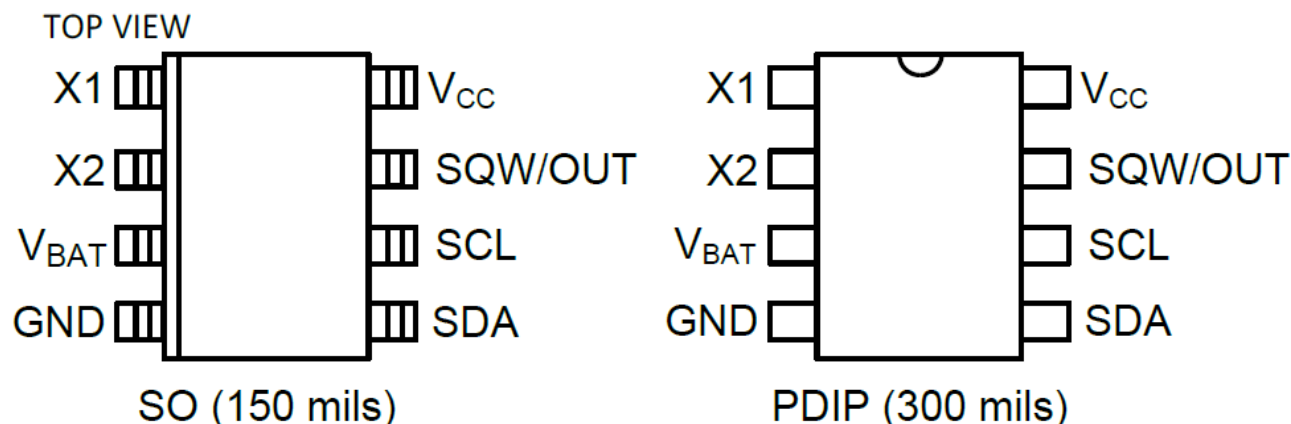 TOP VIEW
X1
X2
VBAT
GND
VCC
SQW/OUT
SCL
SDA
SO (150 mils)
X1
X2
VBAT
GND
VCC
SQW/OUT
SCL
SDA
PDIP (300 mils)